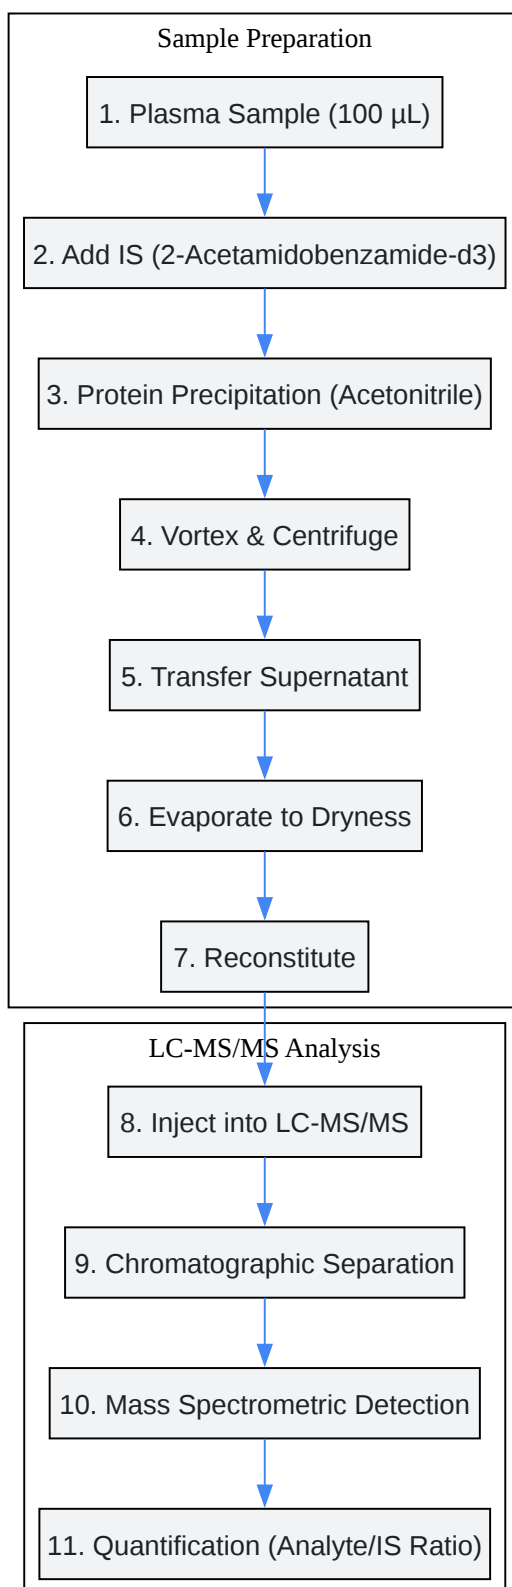 Sample Preparation
1. Plasma Sample (100 µL)
2. Add IS (2-Acetamidobenzamide-d3)
3. Protein Precipitation (Acetonitrile)
4. Vortex & Centrifuge
5. Transfer Supernatant
6. Evaporate to Dryness
7. Reconstitute
LC-MS/MS Analysis
8. Inject into LC-MS/MS
9. Chromatographic Separation
10. Mass Spectrometric Detection
11. Quantification (Analyte/IS Ratio)